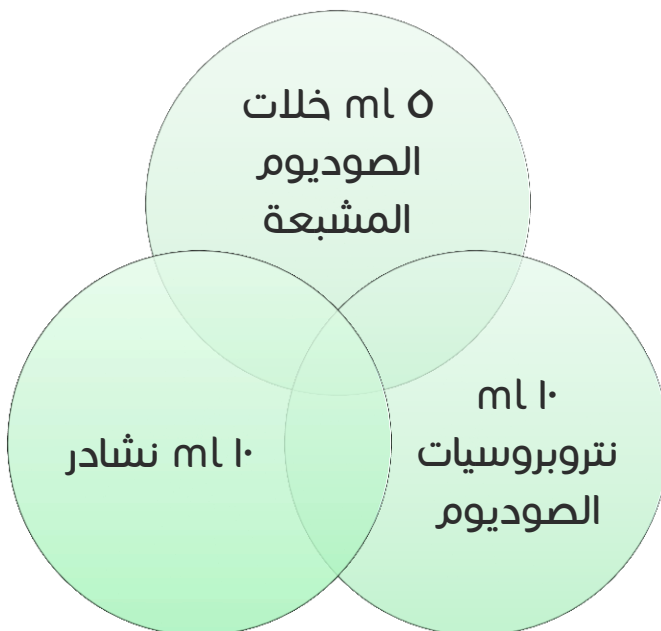 ٥ ml خلات
الصوديوم
المشبعة
١٠ ml
نتروبروسيات
الصوديوم
١٠ ml نشادر